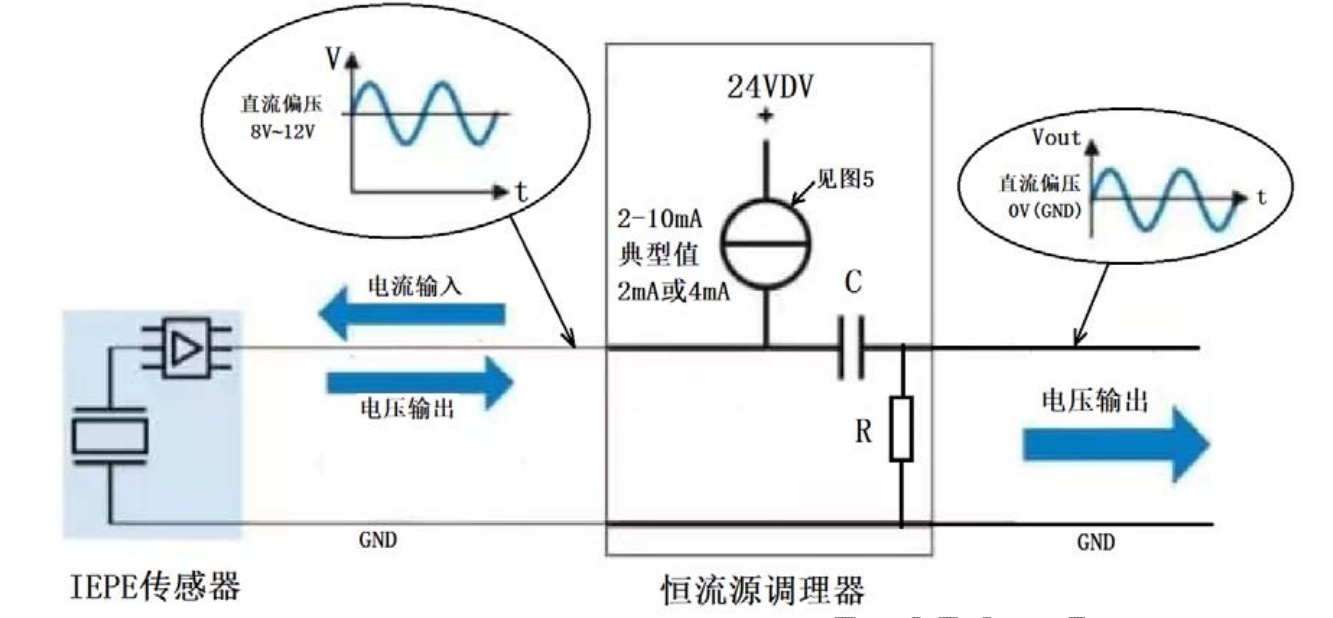 V
直流偏压
8V~12V
t
24VDV
+
见图5
2-10mA
典型值
2mA或4mA
C
R
Vout
直流偏压
0V(GND)
t
电流输入
电压输出
电压输出
GND
GND
IEPE传感器
恒流源调理器